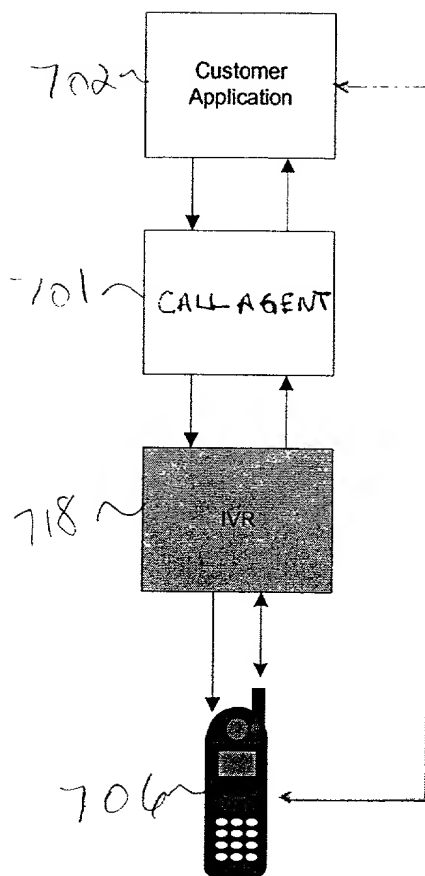 702
Customer
Application
701
CALL AGENT
718
IVR
706